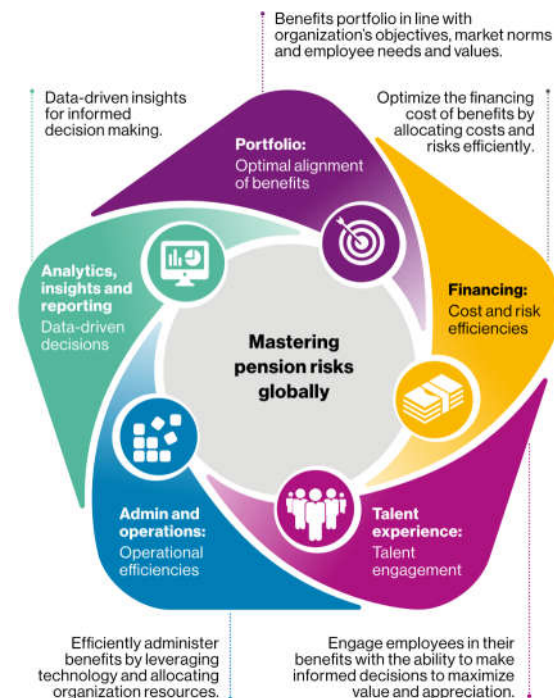 Benefits portfolio in line with
organization's objectives, market norms
and employee needs and values.
Data-driven insights
for informed
decision making.
Optimize the financing
cost of benefits by
allocating costs and
risks efficiently.
Portfolio:
Optimal alignment
of benefits
Analytics,
insights and
reporting
Data-driven
decisions
Financing:
Cost and risk
efficiencies
Mastering
pension risks
globally
Admin and
operations:
Operational
efficiencies
Talent
experience:
Talent
engagement
Efficiently administer
benefits by leveraging
technology and allocating
organization resources.
Engage employees in their
benefits with the ability to make
informed decisions to maximize
value and appreciation.